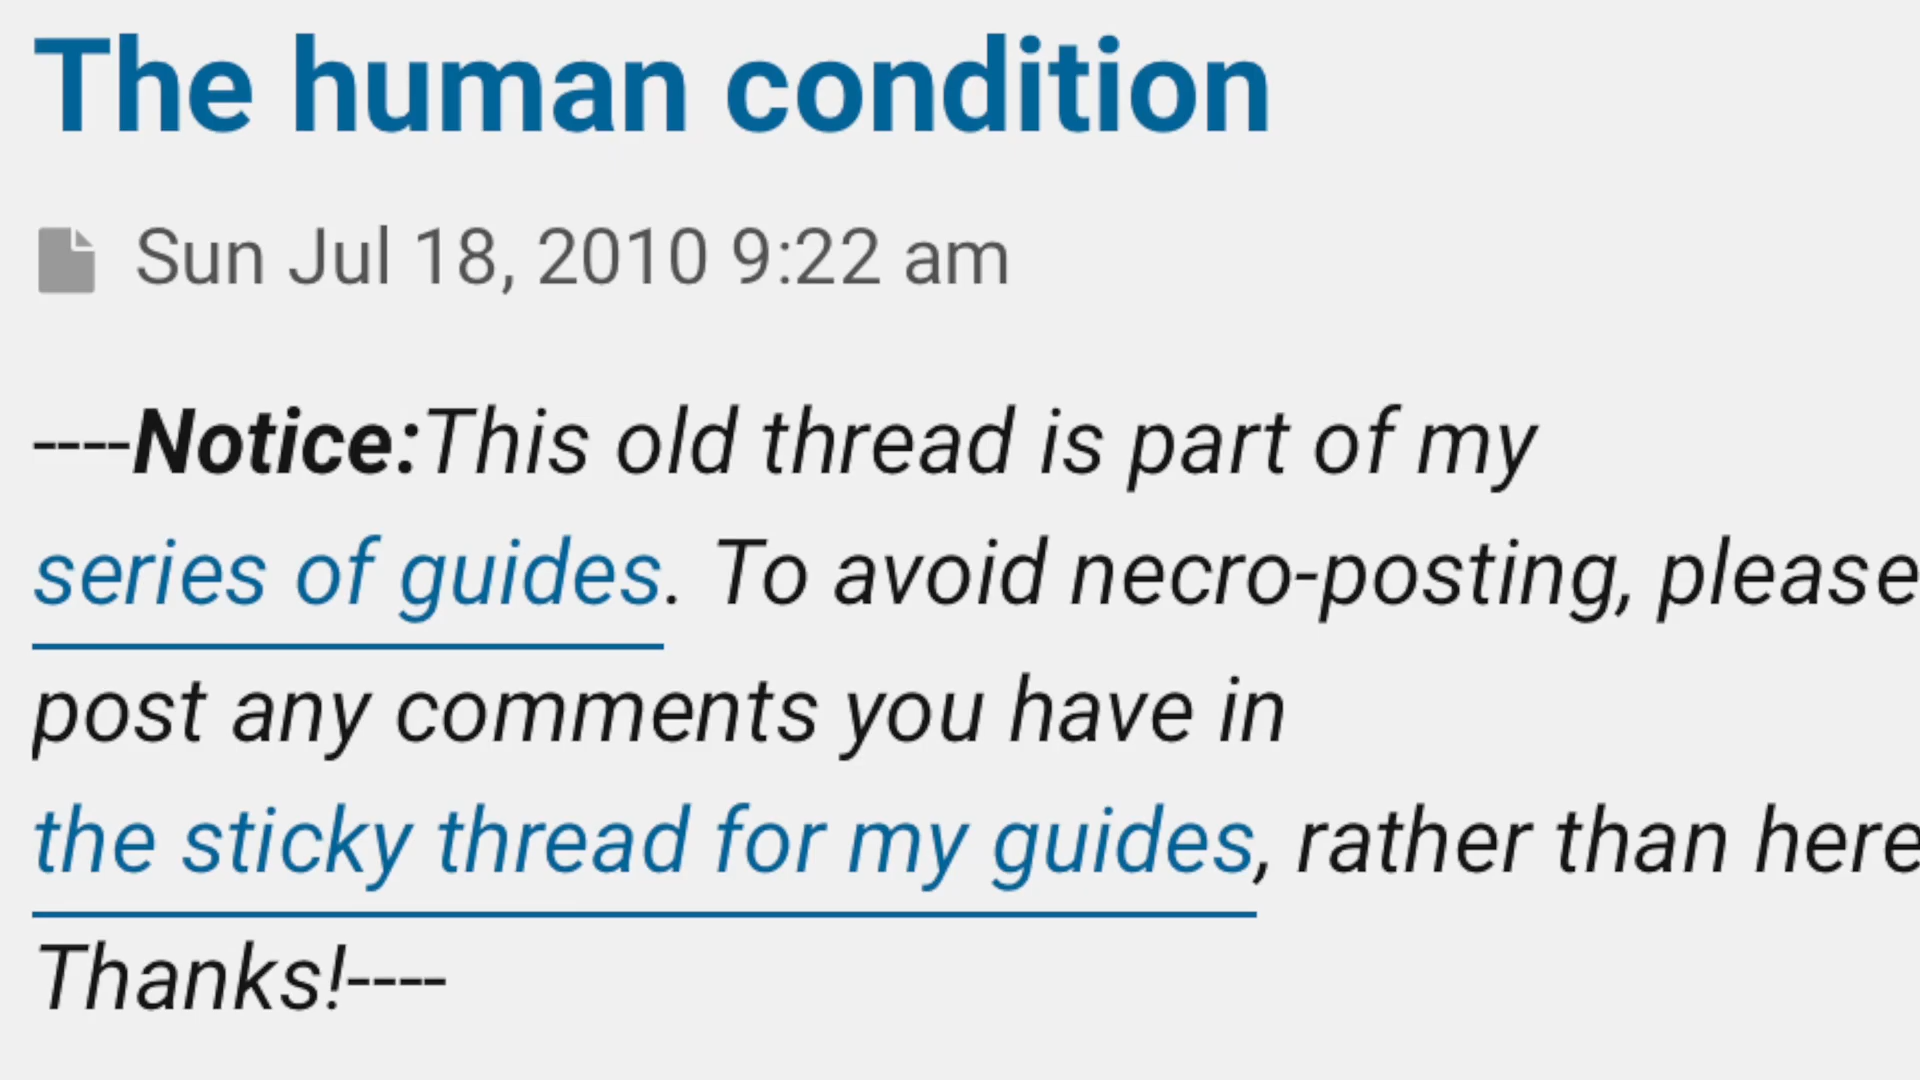 The human condition
Sun Jul 18, 2010 9:22 am
----Notice:This old thread is part of my
series of guides. To avoid necro-posting, please
post any comments you have in
the sticky thread for my guides, rather than here
Thanks!----